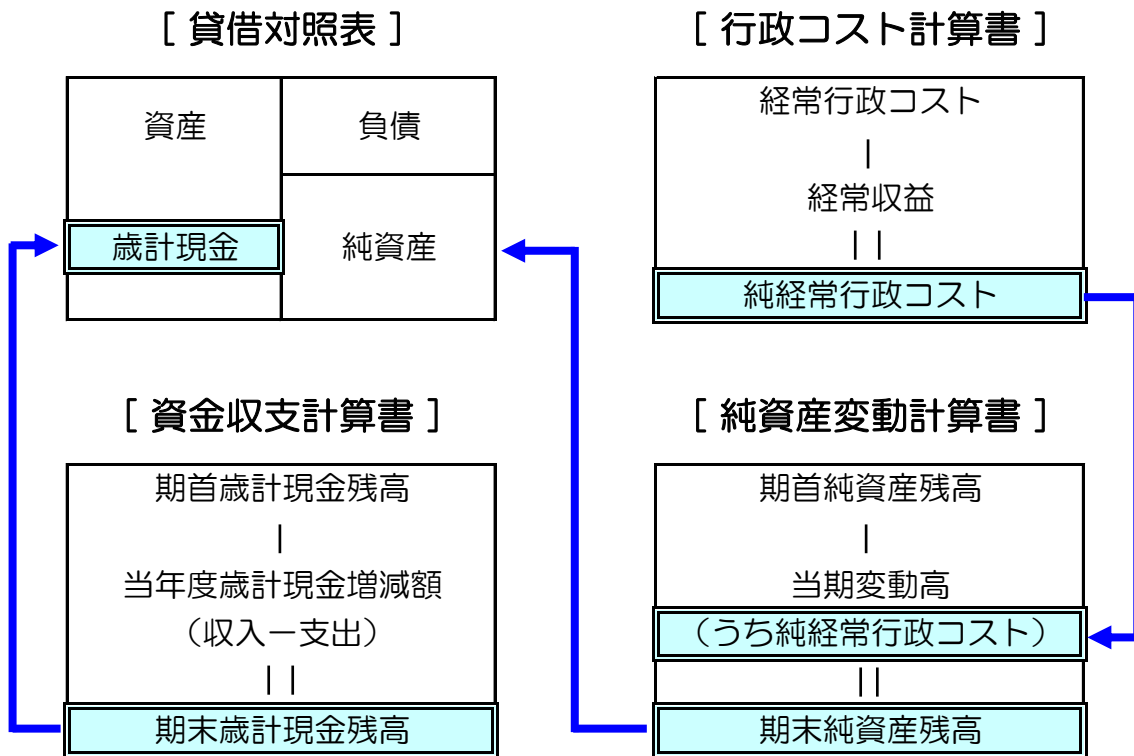 [ 貸借対照表 ]
資産
負債
歳計現金
純資産
[ 行政コスト計算書 ]
経常行政コスト
|
経常収益
||
純経常行政コスト
[ 資金収支計算書 ]
期首歳計現金残高
|
当年度歳計現金増減額
（収入－支出）
||
期末歳計現金残高
[ 純資産変動計算書 ]
期首純資産残高
|
当期変動高
（うち純経常行政コスト）
||
期末純資産残高